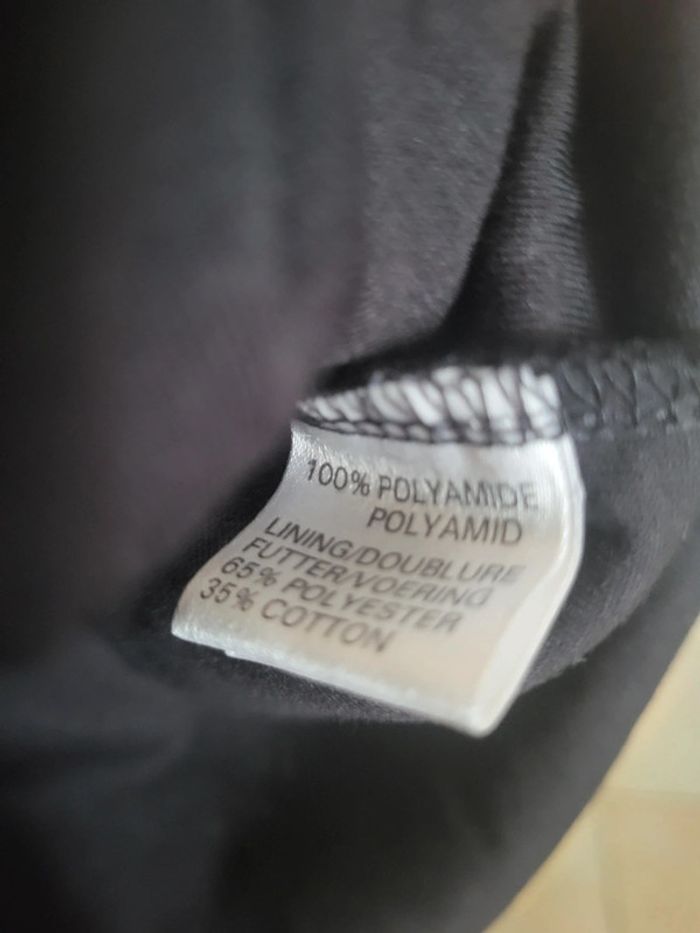 100% POLYAMIDE
POLYAMID
LINING/DOUBLURE
FUTTER/VOERING
65% POLYESTER
35% COTTON